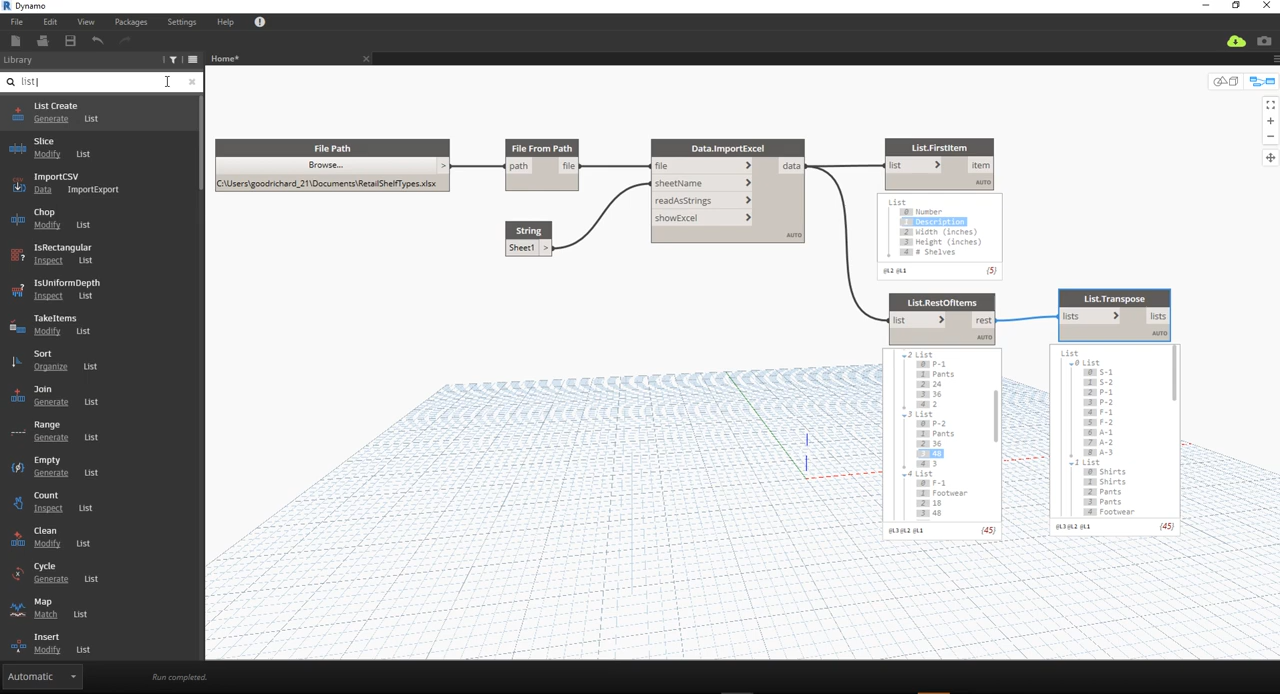 Dynamo
File Edit View Packages Settings Help
Library
Home*
list
List Create
Generate List
Slice
Modify List
ImportCSV
Data ImportExport
Chop
Modify List
IsRectangular
Inspect List
IsUniformDepth
Inspect List
TakeItems
Modify List
Sort
Organize List
Join
Generate List
Range
Generate List
Empty
Generate List
Count
Inspect List
Clean
Modify List
Cycle
Generate List
Map
Match List
Insert
Modify List
File Path
Browse... >
C:\Users\goodrichard_21\Documents\RetailShelfTypes.xlsx
File From Path
path file
String
Sheet1 >
Data.ImportExcel
file > data
sheetName >
readAsStrings >
showExcel >
AUTO
List.FirstItem
list > item
AUTO
List
0 Number
1 Description
2 Width (inches)
3 Height (inches)
4 # Shelves
@L2 @L1 {5}
List.RestOfItems
list > rest
AUTO
2 List
0 P-1
1 Pants
2 24
3 36
4 2
3 List
0 P-2
1 Pants
2 36
3 48
4 3
4 List
0 F-1
1 Footwear
2 18
3 48
@L3 @L2 @L1 {45}
List.Transpose
lists > lists
AUTO
List
0 List
0 S-1
1 S-2
2 P-1
3 P-2
4 F-1
5 F-2
6 A-1
7 A-2
8 A-3
1 List
0 Shirts
1 Shirts
2 Pants
3 Pants
4 Footwear
@L3 @L2 @L1 {45}
Automatic
Run completed.